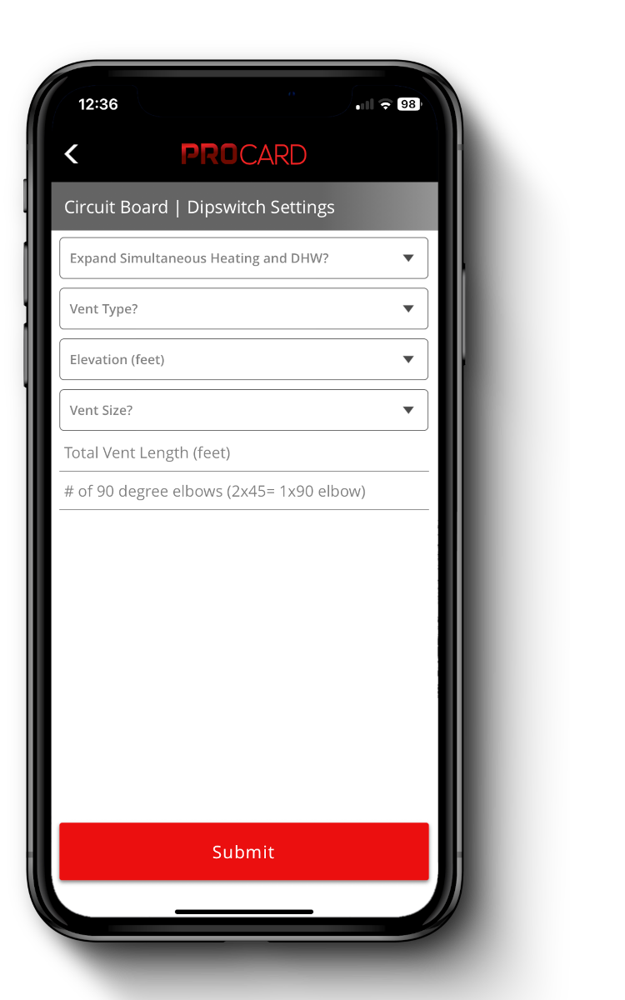 12:36
98
PROCARD
Circuit Board | Dipswitch Settings
Expand Simultaneous Heating and DHW?
Vent Type?
Elevation (feet)
Vent Size?
Total Vent Length (feet)
# of 90 degree elbows (2x45= 1x90 elbow)
Submit